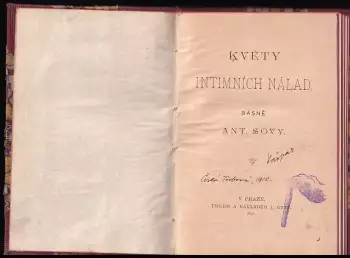 KVĚTY
INTIMNÍCH NÁLAD.
BÁSNĚ
ANT. SOVY.
V PRAZE.
TISKEM A NÁKLADEM J. OTTY.